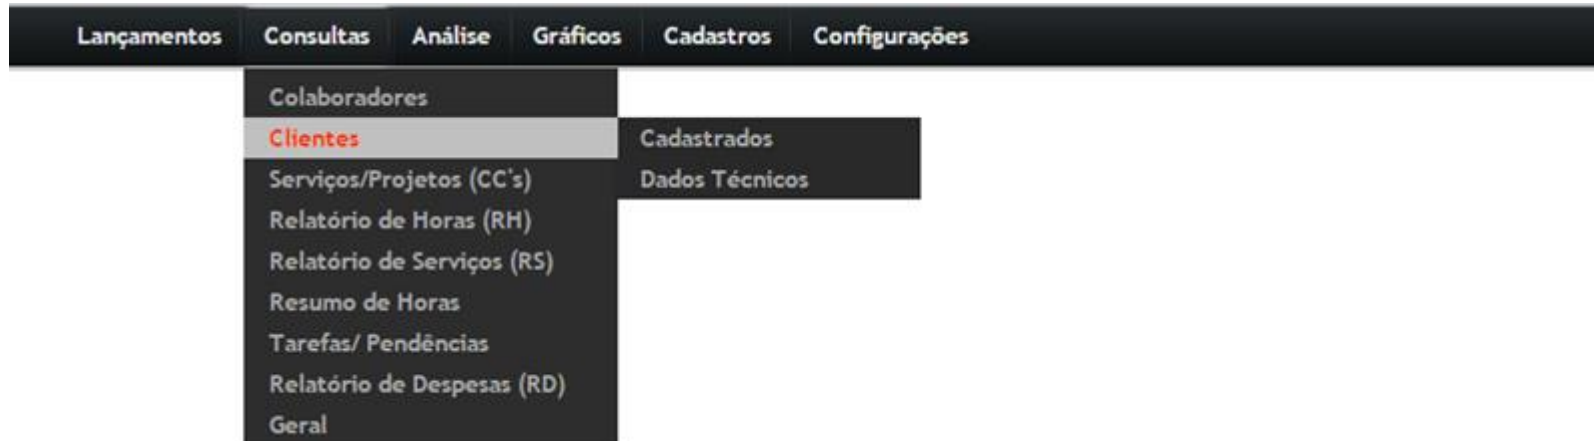 Lançamentos Consultas Análise Gráficos Cadastros Configurações
Colaboradores
Clientes Cadastrados
Serviços/Projetos (CC's) Dados Técnicos
Relatório de Horas (RH)
Relatório de Serviços (RS)
Resumo de Horas
Tarefas/ Pendências
Relatório de Despesas (RD)
Geral